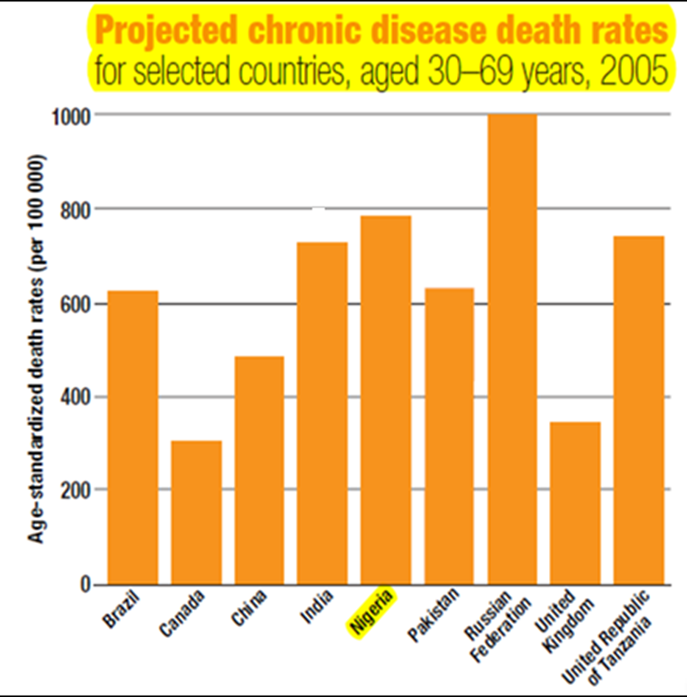 Projected chronic disease death rates
for selected countries, aged 30–69 years, 2005
Age-standardized death rates (per 100 000)
1000
800
600
400
200
0
Brazil
Canada
China
India
Nigeria
Pakistan
Russian
Federation
United
Kingdom
United Republic
of Tanzania